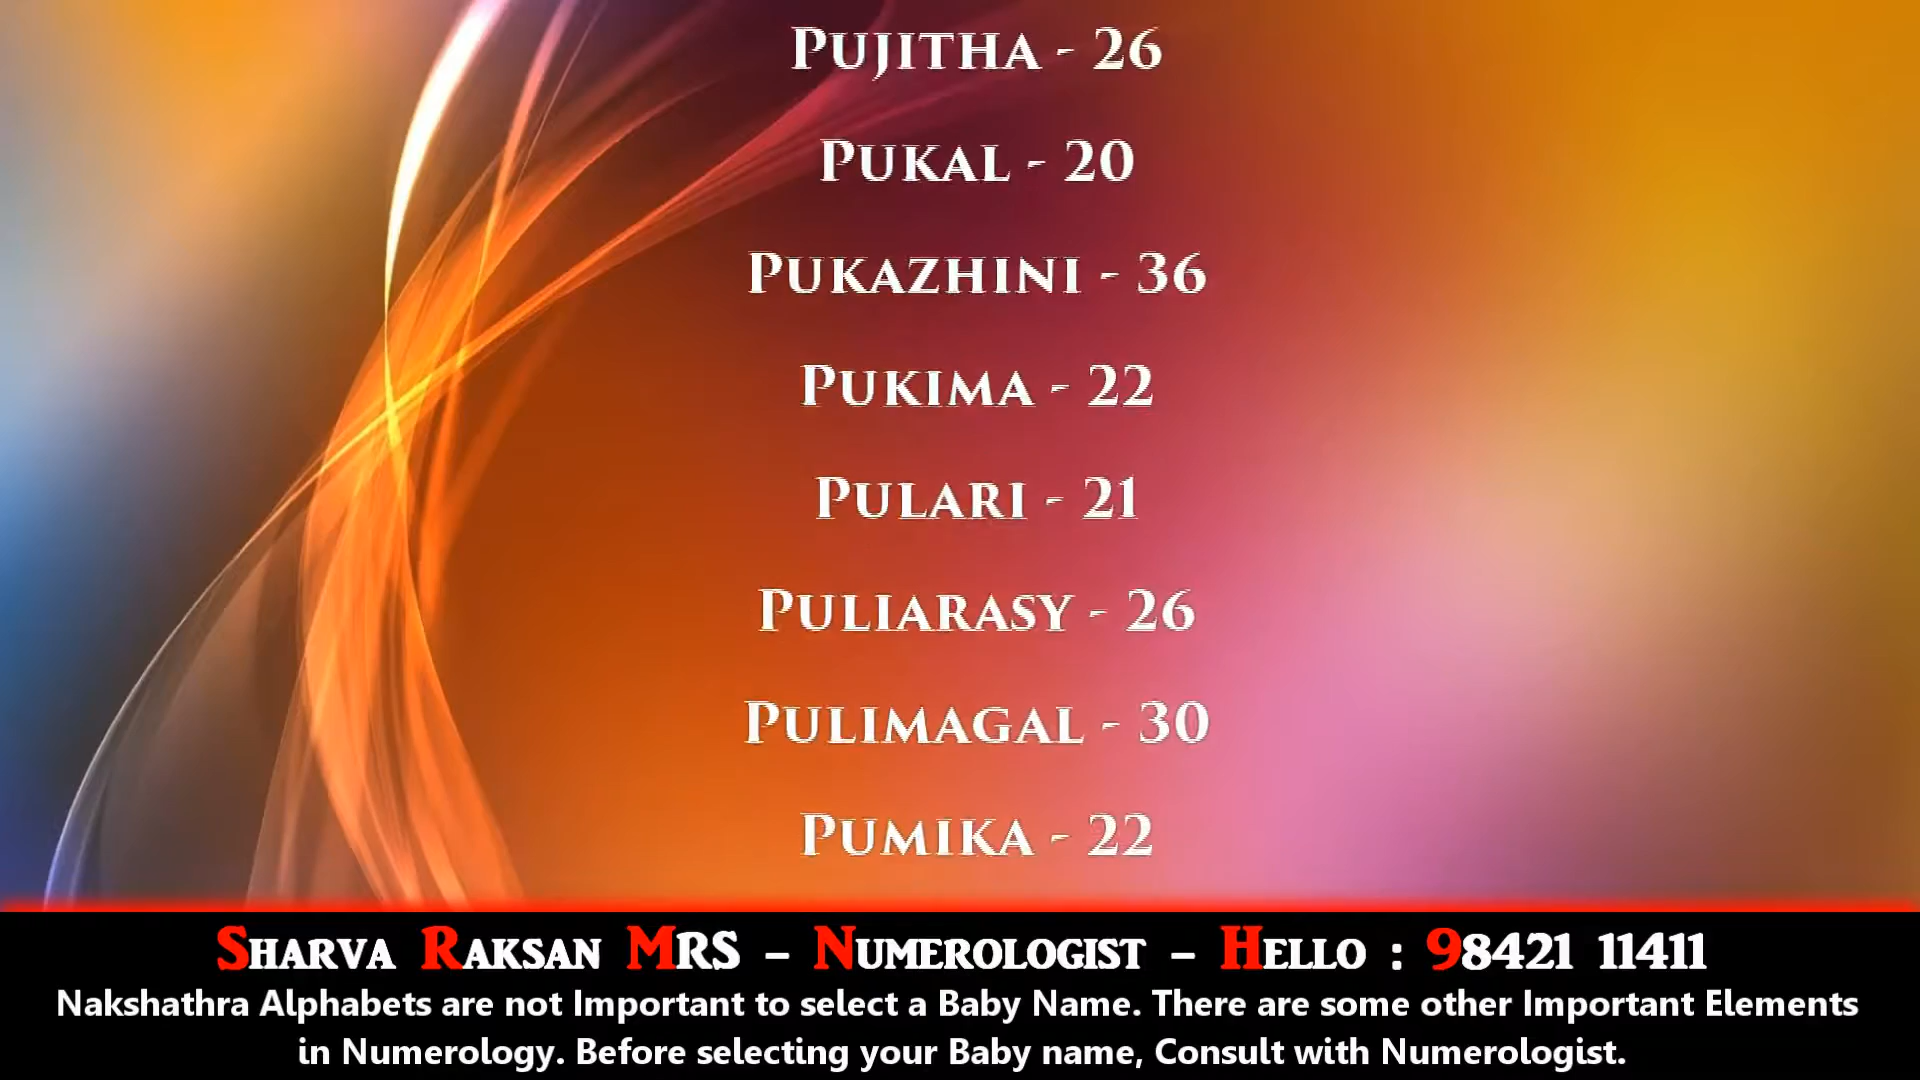 Pujitha - 26
Pukal - 20
Pukazhini - 36
Pukima - 22
Pulari - 21
Puliarasy - 26
Pulimagal - 30
Pumika - 22
Sharva Raksan MRS - Numerologist - Hello : 98421 11411
Nakshathra Alphabets are not Important to select a Baby Name. There are some other Important Elements
in Numerology. Before selecting your Baby name, Consult with Numerologist.